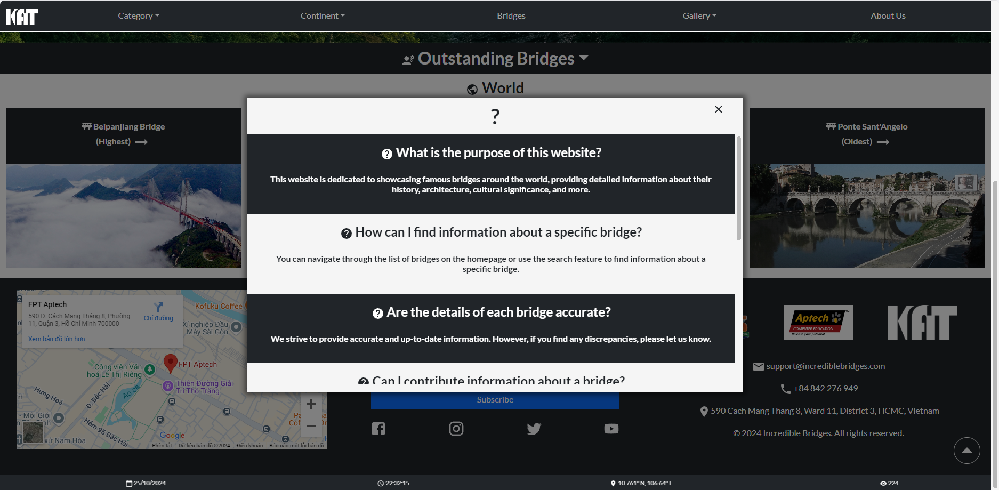 KAT
Category
Continent
Bridges
Gallery
About Us
Outstanding Bridges
World
Beipanjiang Bridge
(Highest)
Ponte Sant'Angelo
(Oldest)
?
What is the purpose of this website?
This website is dedicated to showcasing famous bridges around the world, providing detailed information about their
history, architecture, cultural significance, and more.
How can I find information about a specific bridge?
You can navigate through the list of bridges on the homepage or use the search feature to find information about a
specific bridge.
Are the details of each bridge accurate?
We strive to provide accurate and up-to-date information. However, if you find any discrepancies, please let us know.
Can I contribute information about a bridge?
FPT Aptech
590 Đ. Cách Mạng Tháng 8, Phường
11, Quận 3, Hồ Chí Minh 700000
Chỉ đường
Xem bản đồ lớn hơn
Kofuku Coffee
Xí nghiệp Đầu
Máy Sài Gòn
Công viên Văn
hoá Lê Thị Riêng
FPT Aptech
Thiên Đường Giải
Trí Thỏ Trắng
Hưng Hoá
Đ. Bắc Hải
Ao cá
- Môi Giới
Hẻm 95 Bắc Hải
xứ Nam Hòa
Google
Phím tắt
Dữ liệu bản đồ ©2024
Điều khoản
Báo cáo một lỗi bản đồ
Subscribe
Aptech
COMPUTER EDUCATION
Unleash your potential
KAT
support@incrediblebridges.com
+84 842 276 949
590 Cach Mang Thang 8, Ward 11, District 3, HCMC, Vietnam
© 2024 Incredible Bridges. All rights reserved.
25/10/2024
22:32:15
10.761° N, 106.64° E
224